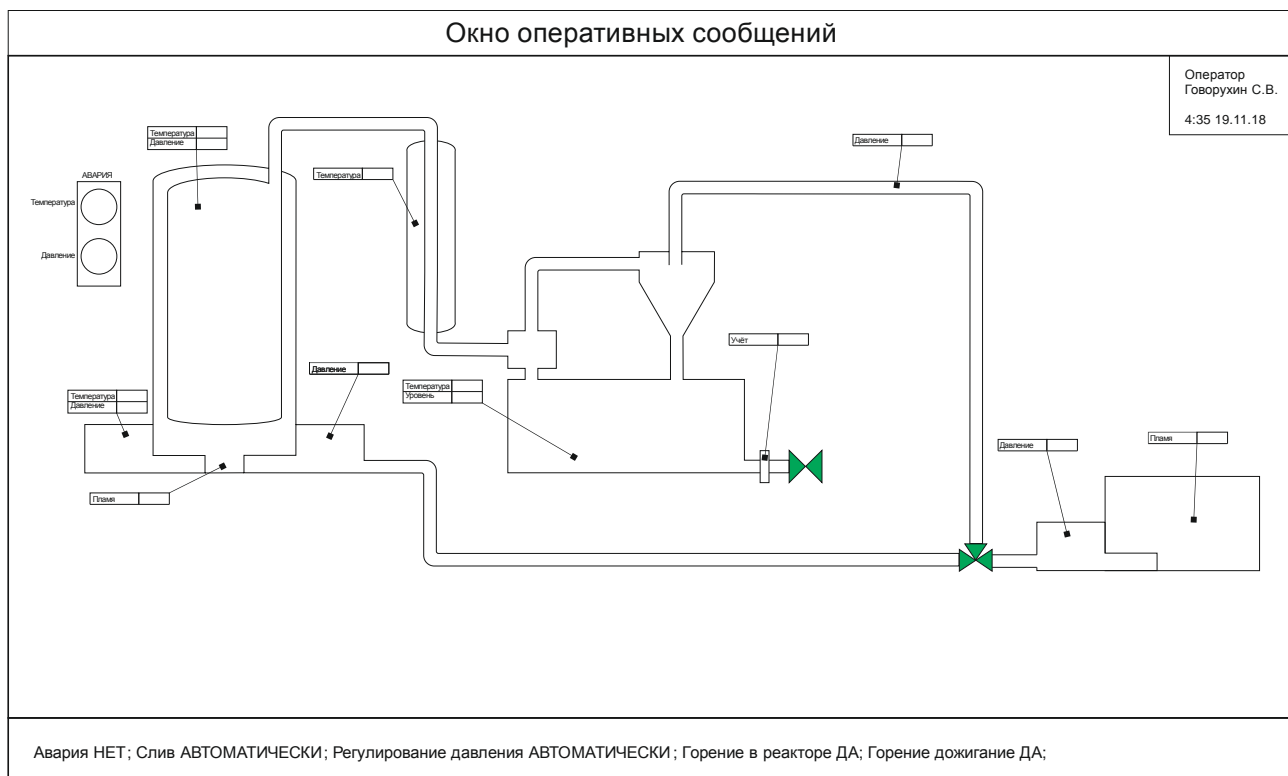 Окно оперативных сообщений
Оператор
Говорухин С.В.
4:35 19.11.18
Температура
Давление
Давление
АВАРИЯ
Температура
Температура
Давление
Учёт
Давление
Температура
Уровень
Температура
Давление
Пламя
Давление
Пламя
Авария НЕТ; Слив АВТОМАТИЧЕСКИ; Регулирование давления АВТОМАТИЧЕСКИ; Горение в реакторе ДА; Горение дожигание ДА;